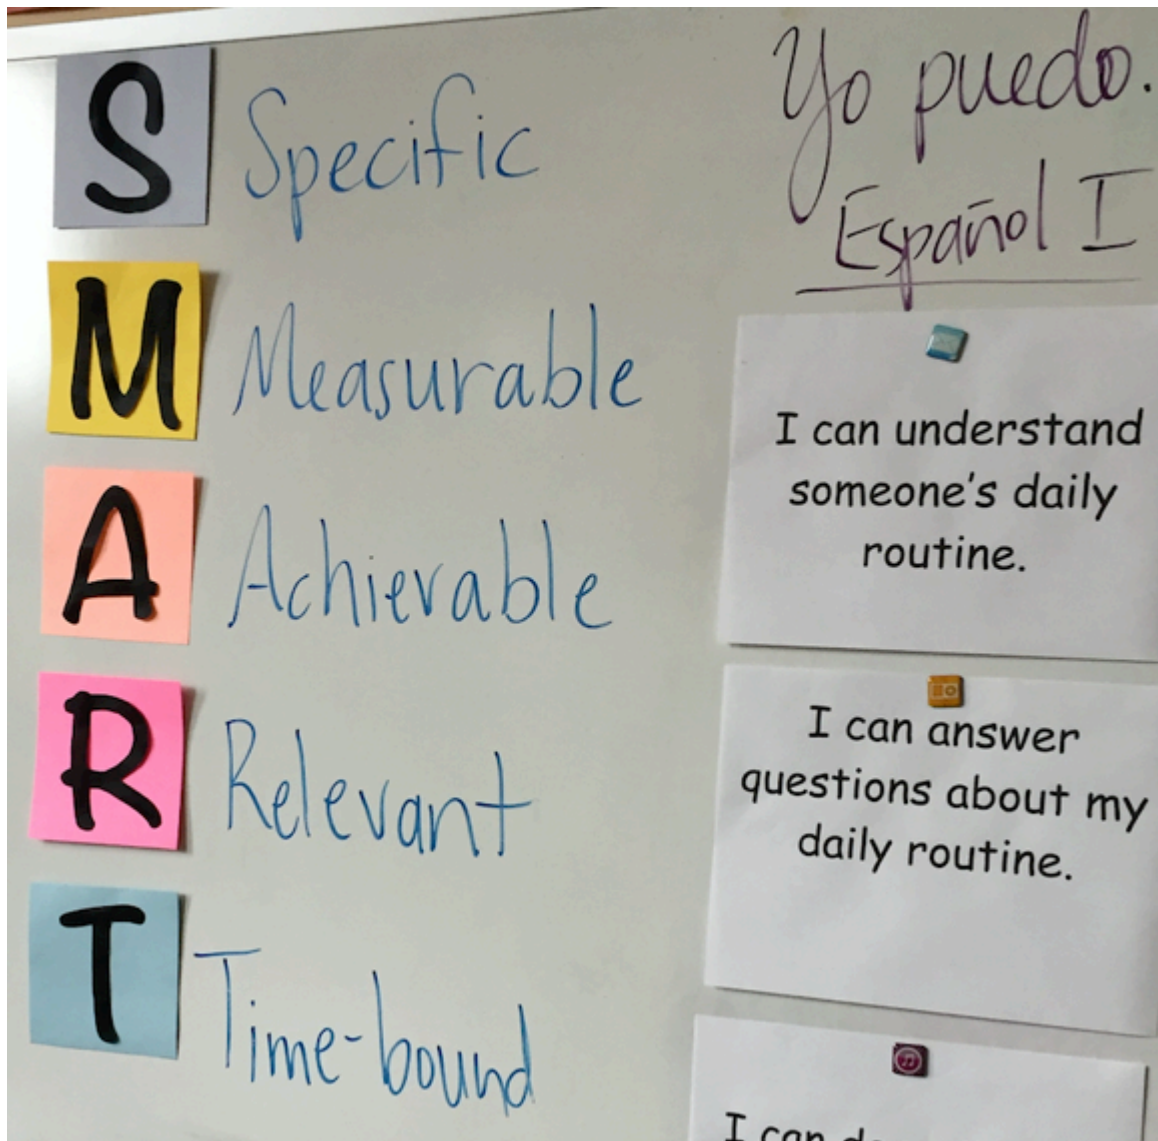 S Specific
M Measurable
A Achievable
R Relevant
T Time-bound
Yo puedo.
Español I
I can understand
someone's daily
routine.
I can answer
questions about my
daily routine.
I can